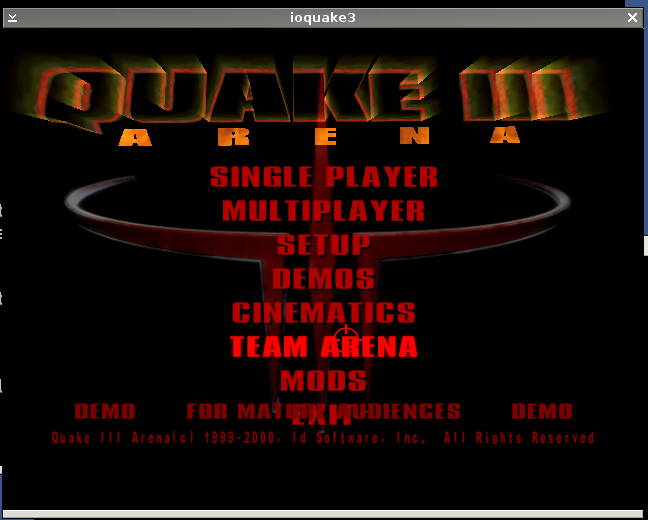 ioquake3
QUAKE III
ARENA
SINGLE PLAYER
MULTIPLAYER
SETUP
DEMOS
CINEMATICS
TEAM ARENA
MODS
EXIT
DEMO FOR MATURE AUDIENCES DEMO
Quake III Arena(c) 1999-2000, Id Software, Inc. All Rights Reserved